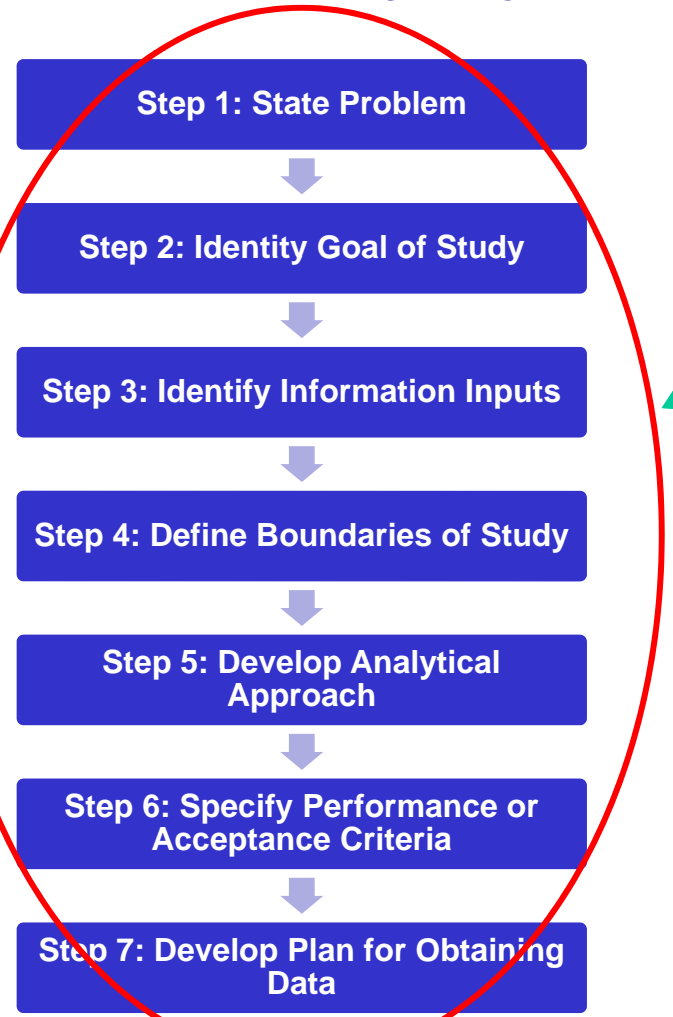 Step 1: State Problem
Step 2: Identity Goal of Study
Step 3: Identify Information Inputs
Step 4: Define Boundaries of Study
Step 5: Develop Analytical
Approach
Step 6: Specify Performance or
Acceptance Criteria
Step 7: Develop Plan for Obtaining
Data